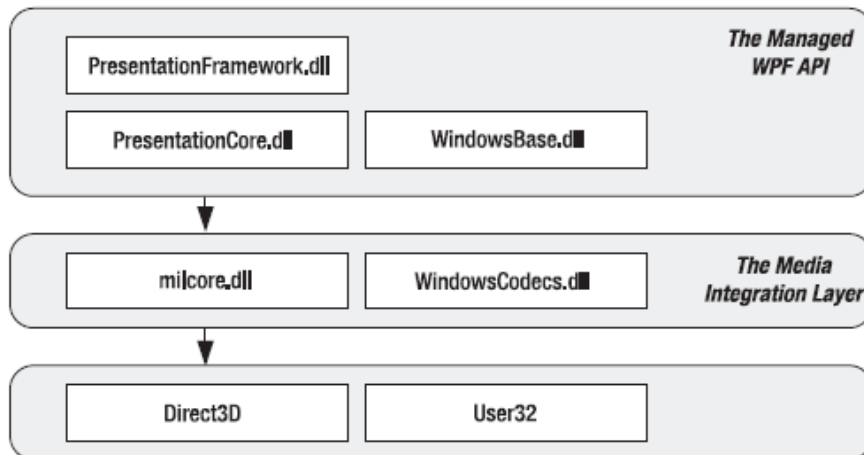 PresentationFramework.dll
The Managed
WPF API
PresentationCore.dll
WindowsBase.dll
milcore.dll
WindowsCodecs.dll
The Media
Integration Layer
Direct3D
User32